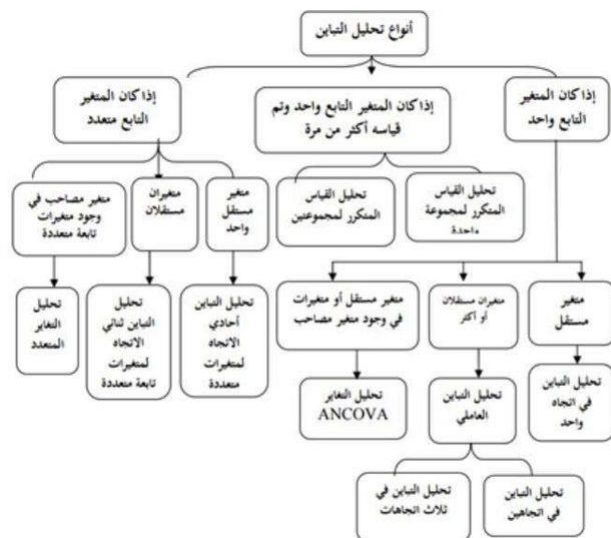 أنواع تحليل التباين
إذا كان المتغير
التابع واحد
إذا كان المتغير التابع واحد وتم
قياسه أكثر من مرة
إذا كان المتغير
التابع متعدد
تحليل القياس
المتكرر لمجموعة
واحدة
تحليل القياس
المتكرر لمجموعتين
متغير
مستقل
واحد
متغيران
مستقلان
متغير مصاحب في
وجود متغيرات
تابعة متعددة
متغير
مستقل
متغيران مستقلان
أو أكثر
متغير مستقل أو متغيرات
في وجود متغير مصاحب
تحليل التباين
أحادي
الاتجاه
لمتغيرات
متعددة
تحليل
التباين ثنائي
الاتجاه
لمتغيرات
تابعة متعددة
تحليل
التغاير
المتعدد
تحليل التباين
في اتجاه
واحد
تحليل التباين
العاملي
تحليل التغاير
ANCOVA
تحليل التباين
في اتجاهين
تحليل التباين في
ثلاث اتجاهات